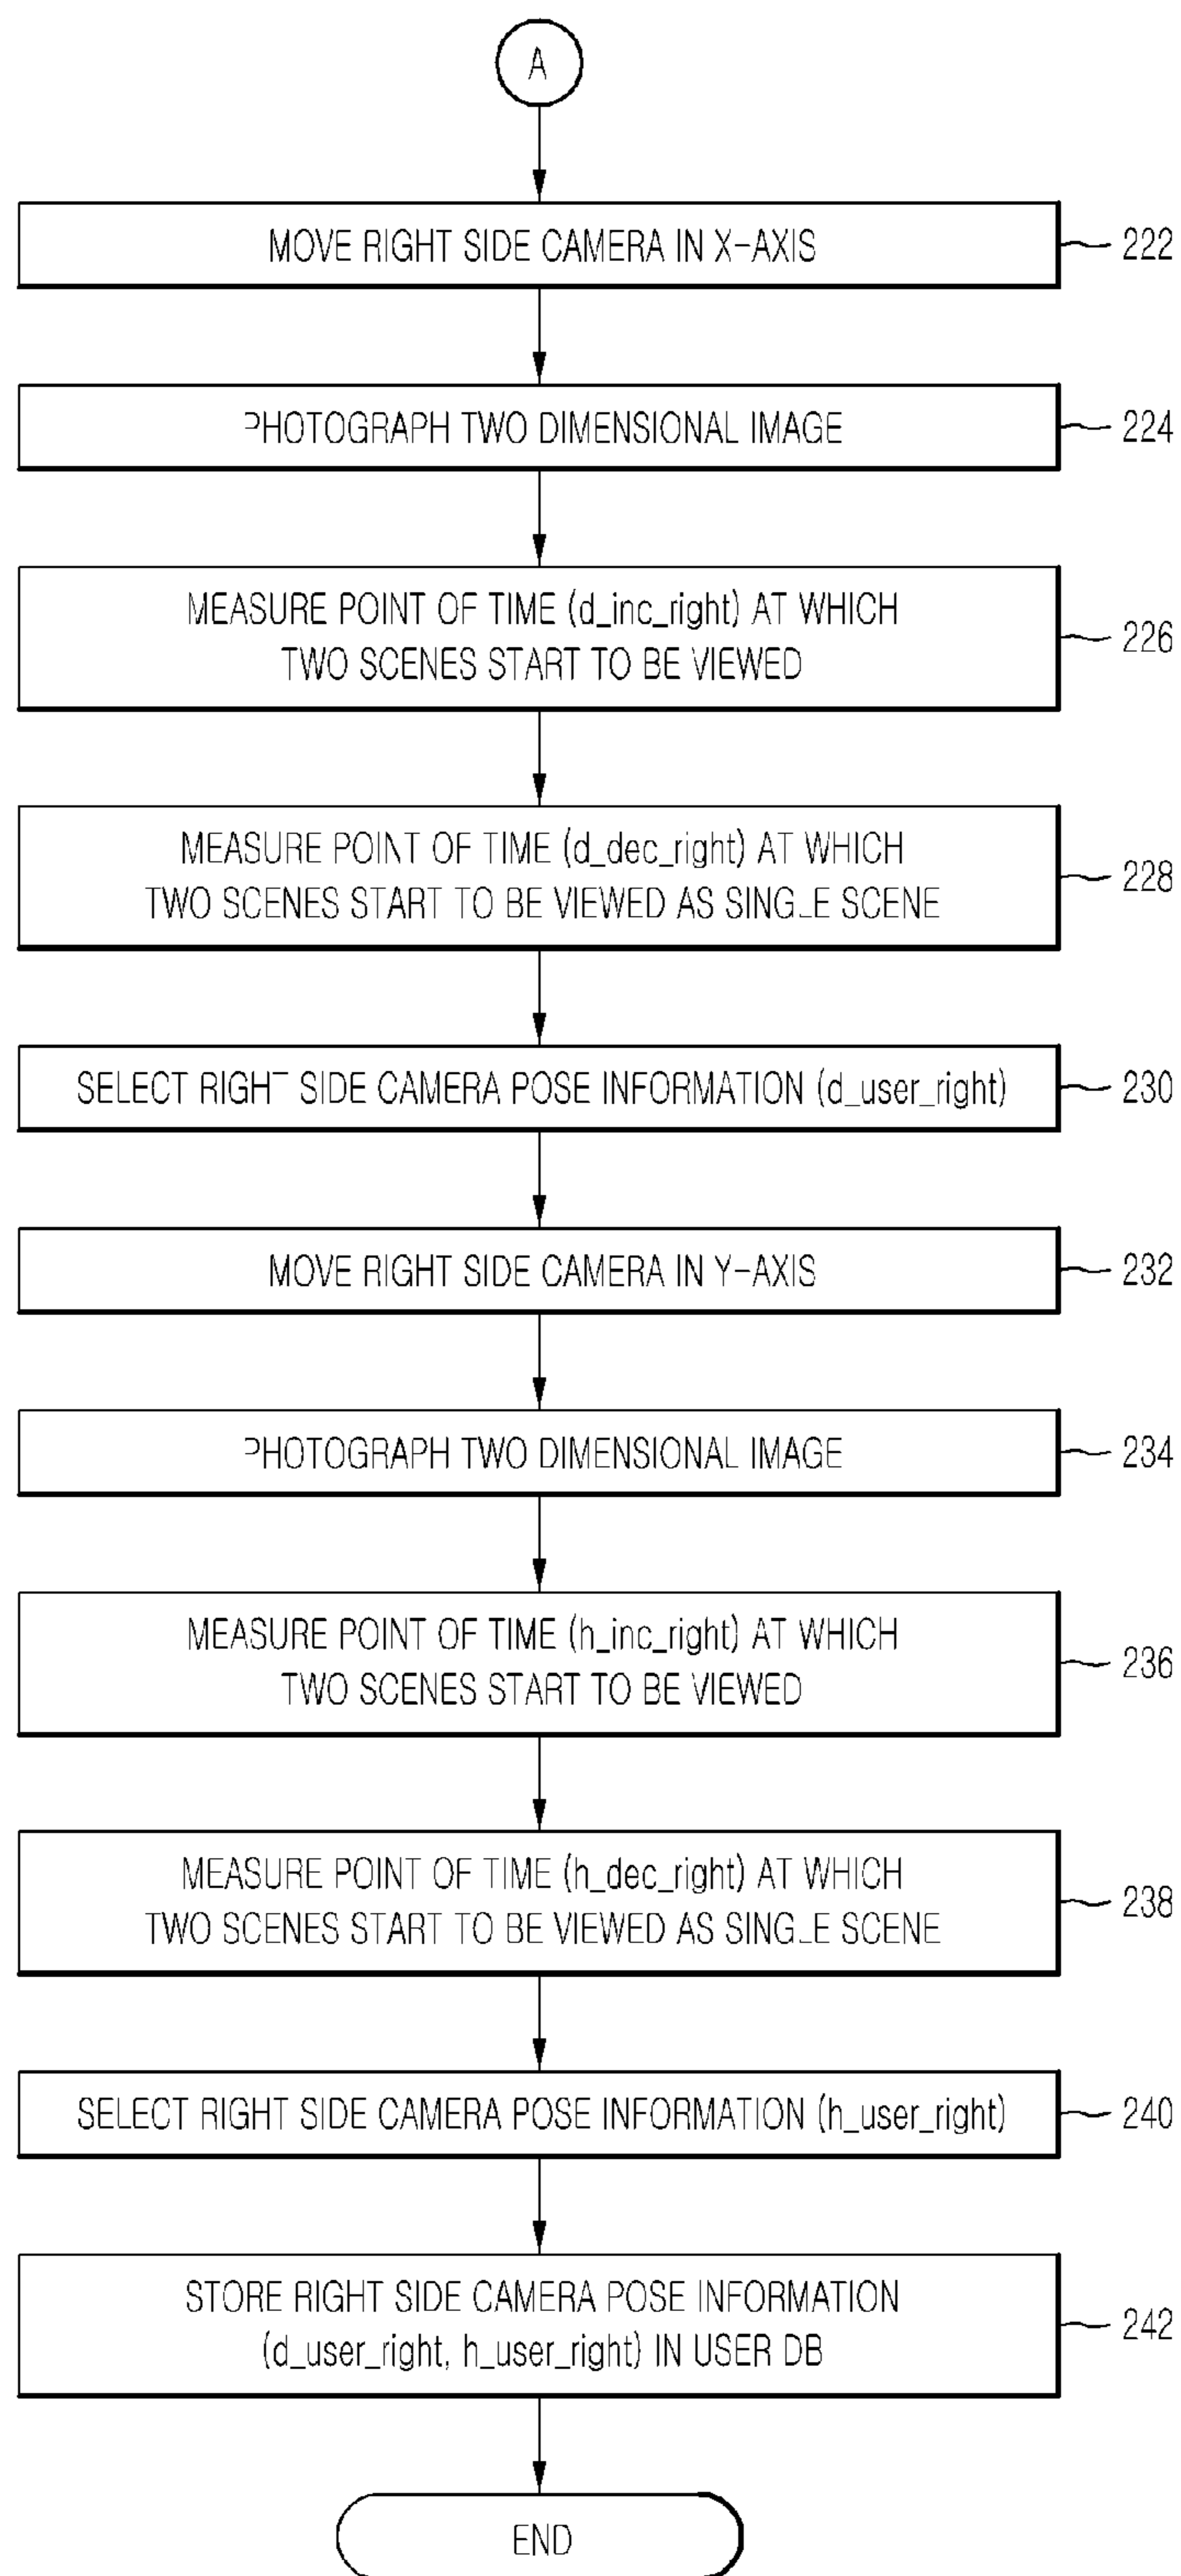 A
MOVE RIGHT SIDE CAMERA IN X-AXIS
222
PHOTOGRAPH TWO DIMENSIONAL IMAGE
224
MEASURE POINT OF TIME (d_inc_right) AT WHICH
TWO SCENES START TO BE VIEWED
226
MEASURE POINT OF TIME (d_dec_right) AT WHICH
TWO SCENES START TO BE VIEWED AS SINGLE SCENE
228
SELECT RIGHT SIDE CAMERA POSE INFORMATION (d_user_right)
230
MOVE RIGHT SIDE CAMERA IN Y-AXIS
232
PHOTOGRAPH TWO DIMENSIONAL IMAGE
234
MEASURE POINT OF TIME (h_inc_right) AT WHICH
TWO SCENES START TO BE VIEWED
236
MEASURE POINT OF TIME (h_dec_right) AT WHICH
TWO SCENES START TO BE VIEWED AS SINGLE SCENE
238
SELECT RIGHT SIDE CAMERA POSE INFORMATION (h_user_right)
240
STORE RIGHT SIDE CAMERA POSE INFORMATION
(d_user_right, h_user_right) IN USER DB
242
END